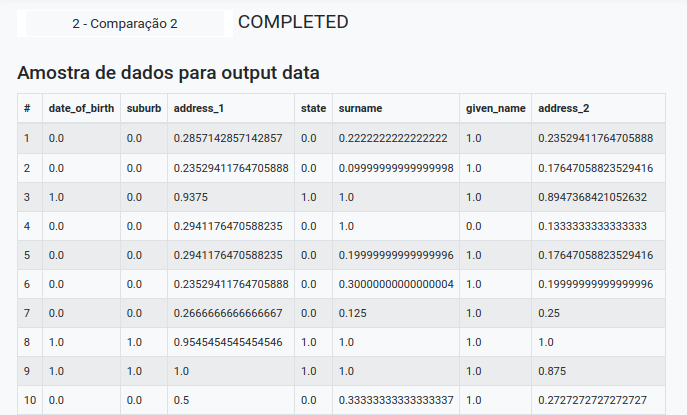 2 - Comparação 2 COMPLETED
Amostra de dados para output data
# date_of_birth suburb address_1 state surname given_name address_2
1 0.0 0.0 0.2857142857142857 0.0 0.2222222222222222 1.0 0.23529411764705888
2 0.0 0.0 0.23529411764705888 0.0 0.09999999999999998 1.0 0.17647058823529416
3 1.0 0.0 0.9375 1.0 1.0 1.0 0.8947368421052632
4 0.0 0.0 0.2941176470588235 0.0 1.0 0.0 0.1333333333333333
5 0.0 0.0 0.2941176470588235 0.0 0.19999999999999996 1.0 0.17647058823529416
6 0.0 0.0 0.23529411764705888 0.0 0.30000000000000004 1.0 0.19999999999999996
7 0.0 0.0 0.2666666666666667 0.0 0.125 1.0 0.25
8 1.0 1.0 0.9545454545454546 1.0 1.0 1.0 1.0
9 1.0 1.0 1.0 1.0 1.0 1.0 0.875
10 0.0 0.0 0.5 0.0 0.33333333333333337 1.0 0.2727272727272727